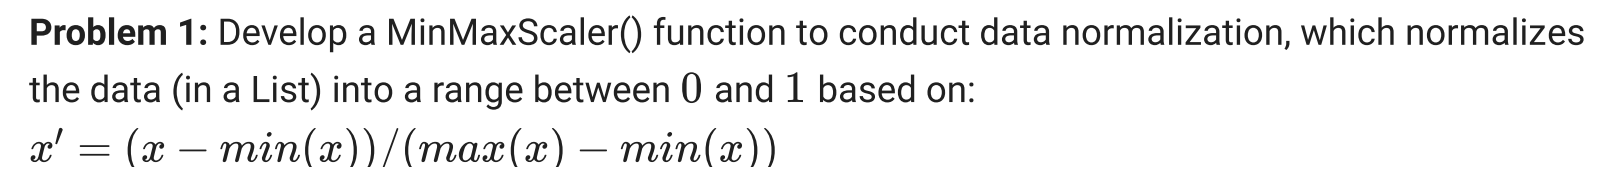 Problem 1: Develop a MinMaxScaler() function to conduct data normalization, which normalizes
the data (in a List) into a range between 0 and 1 based on:
x′ = (x − min(x))/(max(x) − min(x))